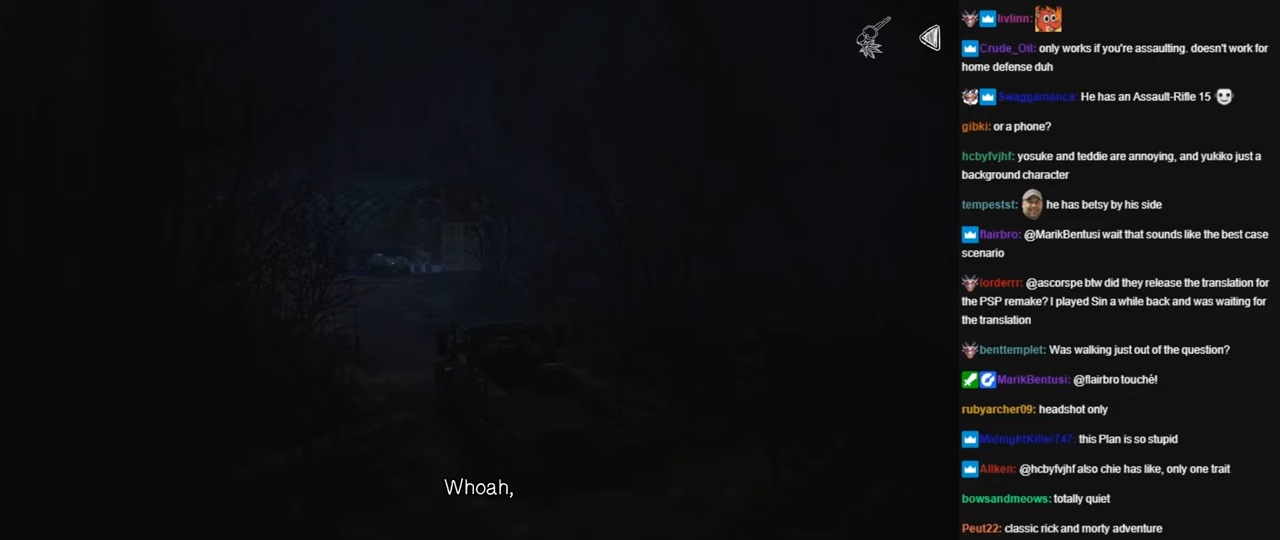 Whoah,
livlinn:
Crude_Oil: only works if you're assaulting. doesn't work for
home defense duh
Swaggamanca: He has an Assault-Rifle 15
gibki: or a phone?
hcbyfvjhf: yosuke and teddie are annoying, and yukiko just a
background character
tempestst: he has betsy by his side
flairbro: @MarikBentusi wait that sounds like the best case
scenario
lorderrr: @ascorspe btw did they release the translation for
the PSP remake? I played Sin a while back and was waiting for
the translation
benttemplet: Was walking just out of the question?
MarikBentusi: @flairbro touché!
rubyarcher09: headshot only
MidnightKiller747: this Plan is so stupid
Allken: @hcbyfvjhf also chie has like, only one trait
bowsandmeows: totally quiet
Peut22: classic rick and morty adventure